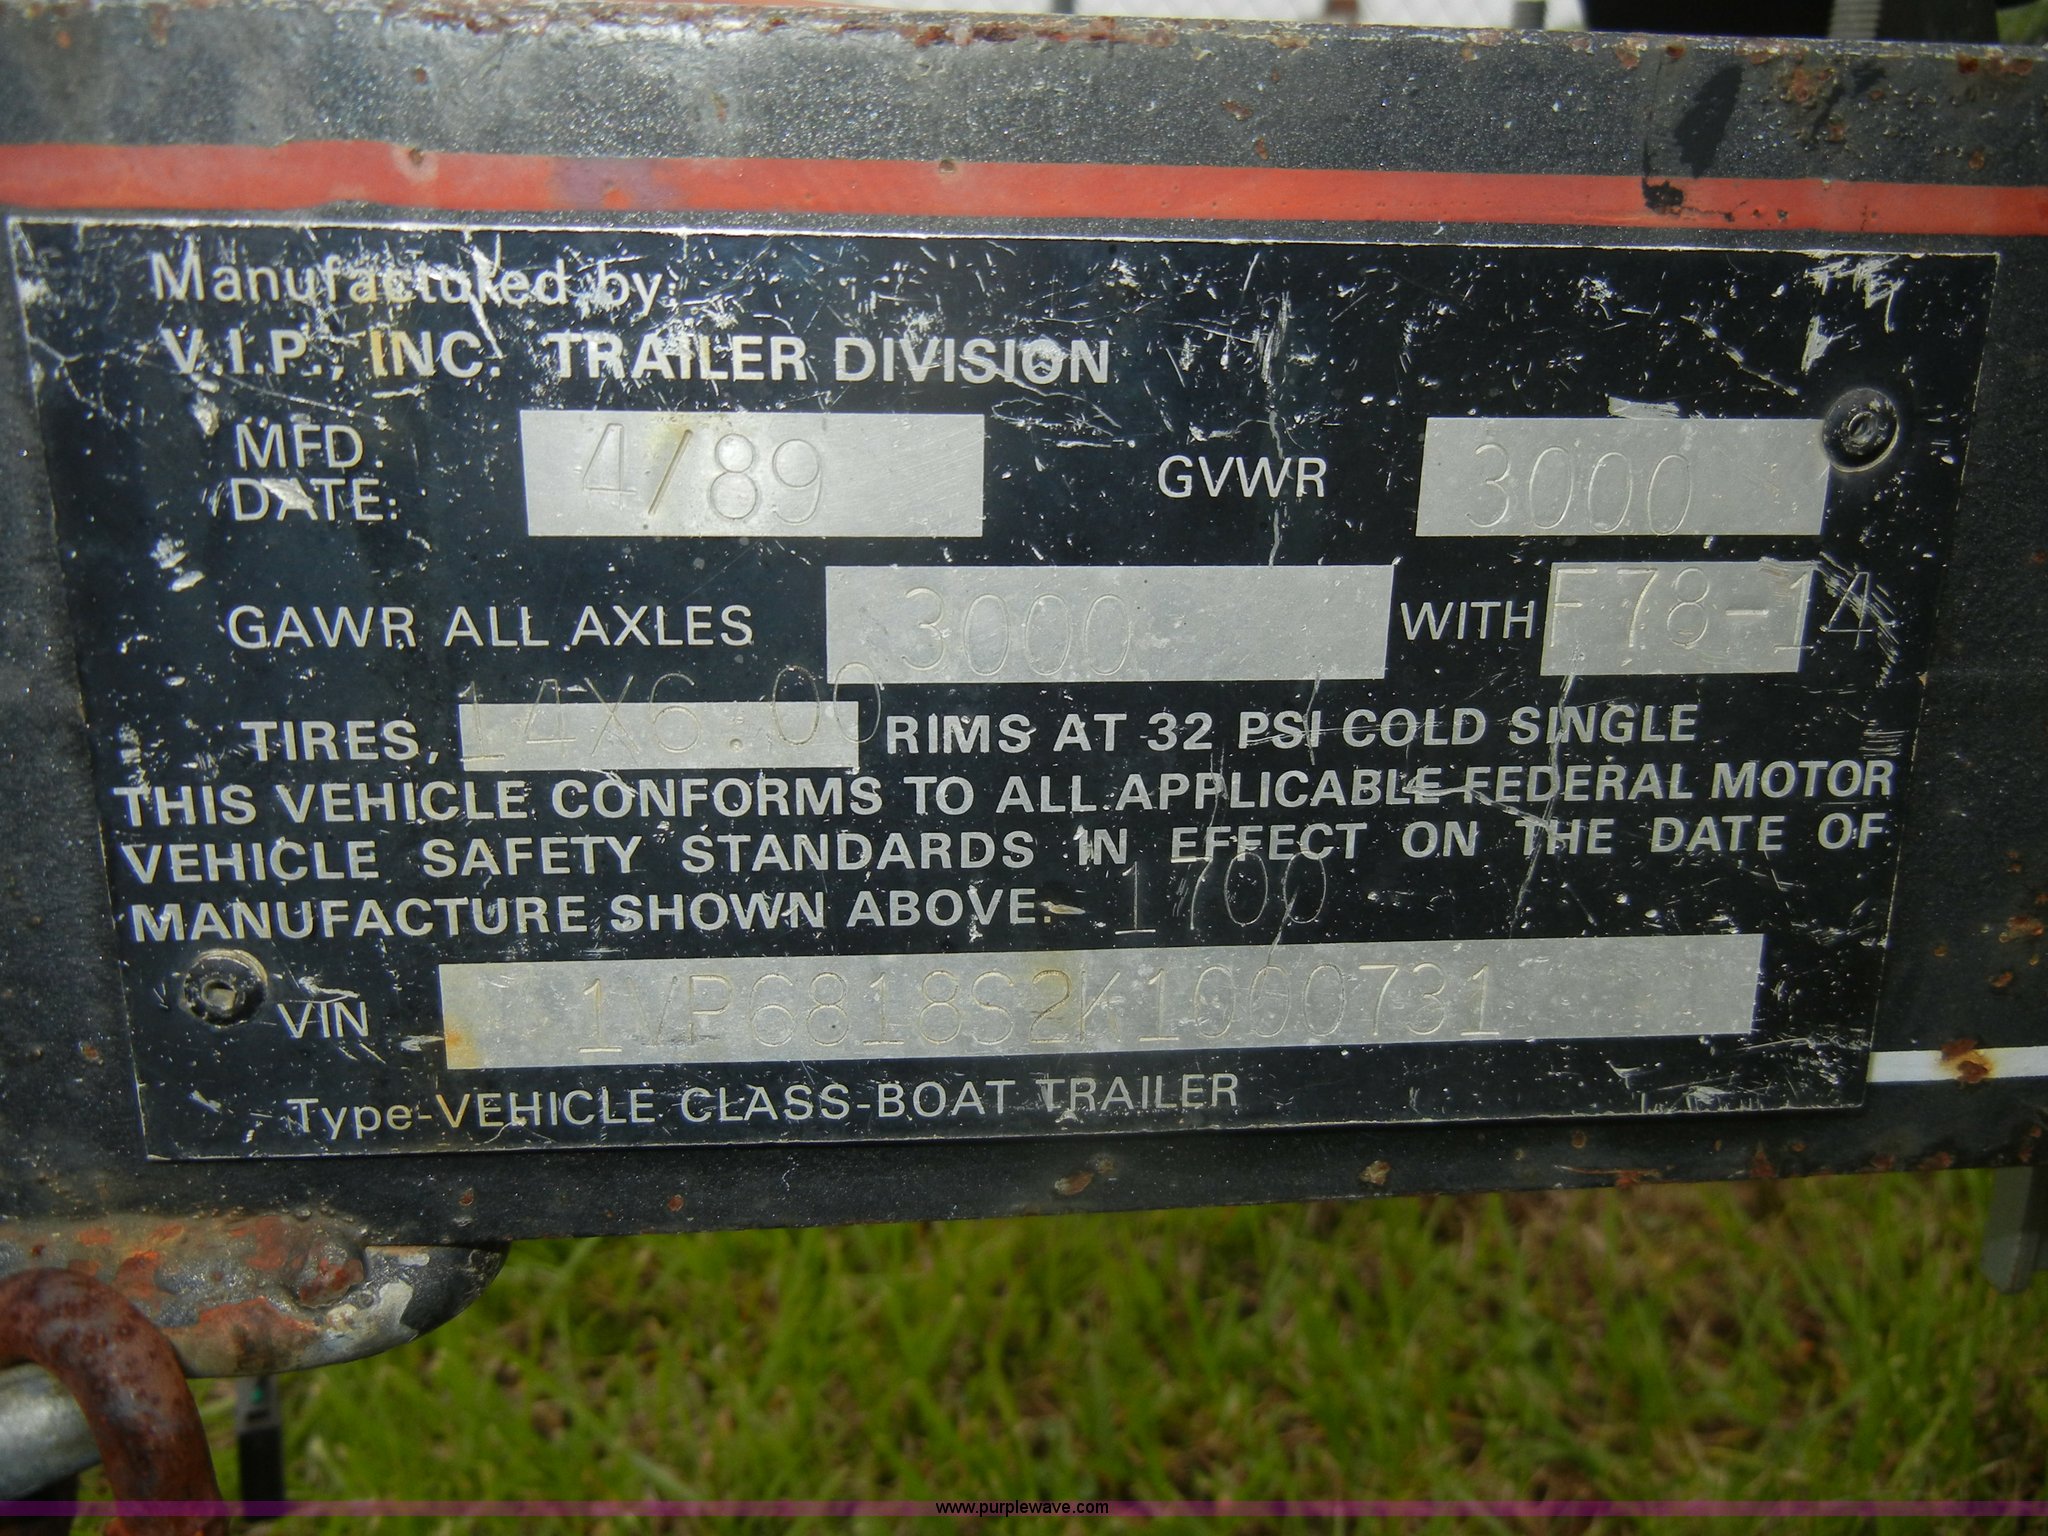 Manufactured by:
V.I.P., INC. TRAILER DIVISION
MFD. DATE: 4/89 GVWR 3000
GAWR ALL AXLES 3000 WITH F78-14
TIRES, 14X6.00 RIMS AT 32 PSI COLD SINGLE
THIS VEHICLE CONFORMS TO ALL APPLICABLE FEDERAL MOTOR
VEHICLE SAFETY STANDARDS IN EFFECT ON THE DATE OF
MANUFACTURE SHOWN ABOVE. 1700
VIN 1VP6818S2K1000731
Type-VEHICLE CLASS-BOAT TRAILER
www.purplewave.com